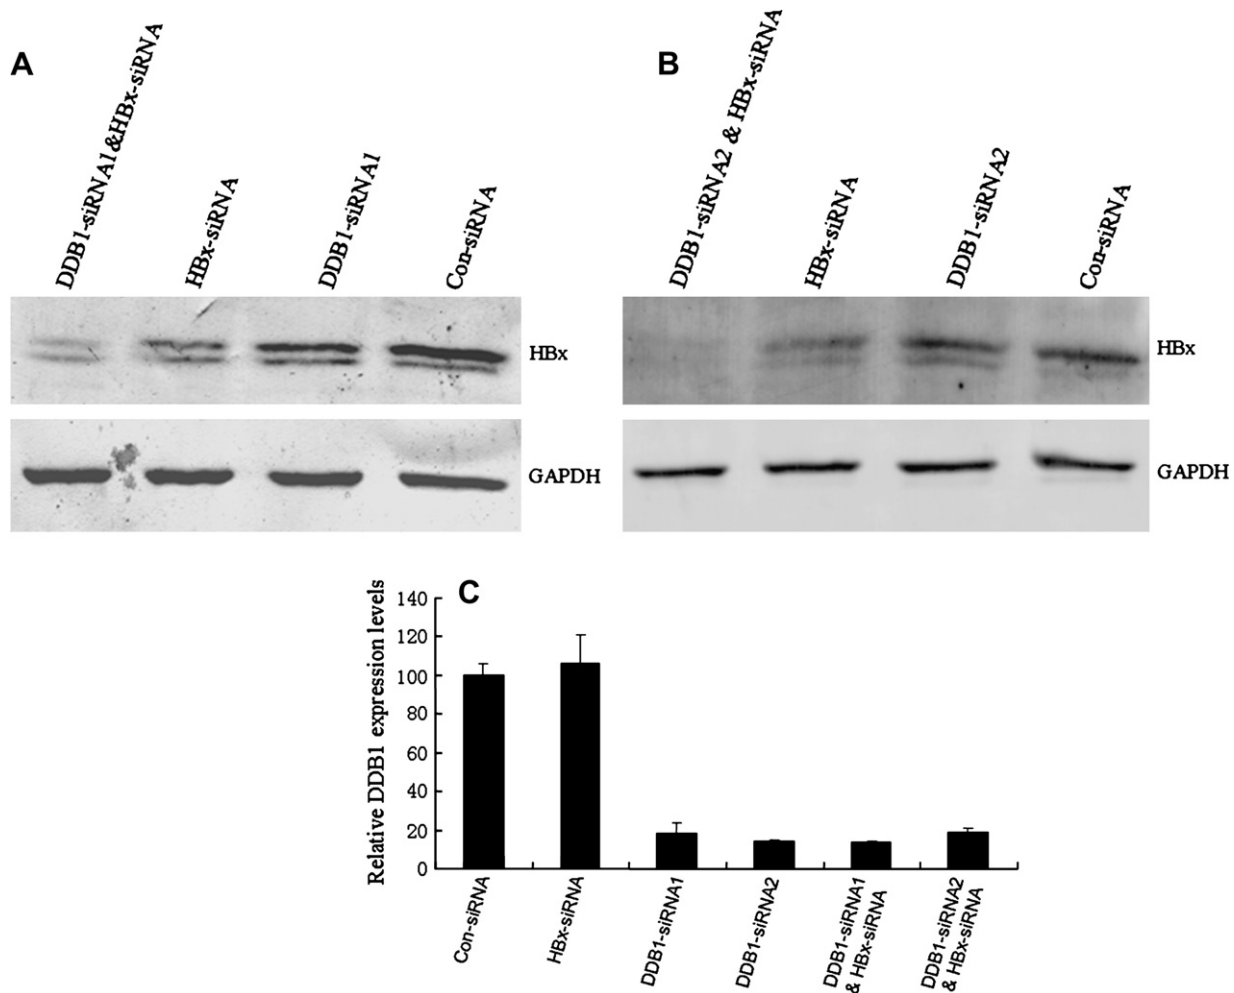 A
DDB1-siRNA1&HBx-siRNA
HBx-siRNA
DDB1-siRNA1
Con-siRNA
HBx
GAPDH
B
DDB1-siRNA2 & HBx-siRNA
HBx-siRNA
DDB1-siRNA2
Con-siRNA
HBx
GAPDH
C
Relative DDB1 expression levels
140
120
100
80
60
40
20
0
Con-siRNA
HBx-siRNA
DDB1-siRNA1
DDB1-siRNA2
DDB1-siRNA1
& HBx-siRNA
DDB1-siRNA2
& HBx-siRNA